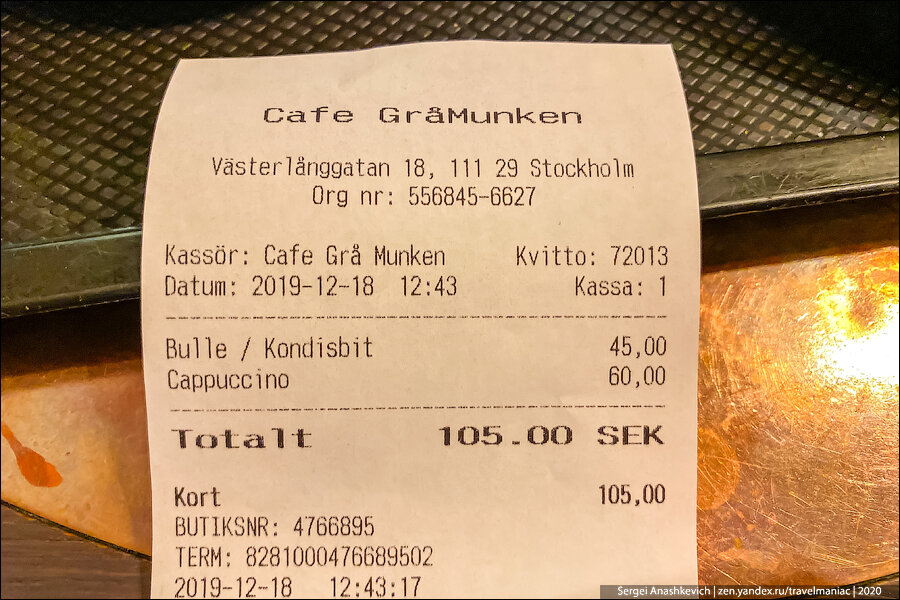 Cafe GråMunken
Västerlånggatan 18, 111 29 Stockholm
Org nr: 556845-6627
Kassör: Cafe Grå Munken Kvitto: 72013
Datum: 2019-12-18 12:43 Kassa: 1
Bulle / Kondisbit 45,00
Cappuccino 60,00
Totalt 105.00 SEK
Kort 105,00
BUTIKSNR: 4766895
TERM: 8281000476689502
2019-12-18 12:43:17
Sergei Anashkevich | zen.yandex.ru/travelmaniac | 2020